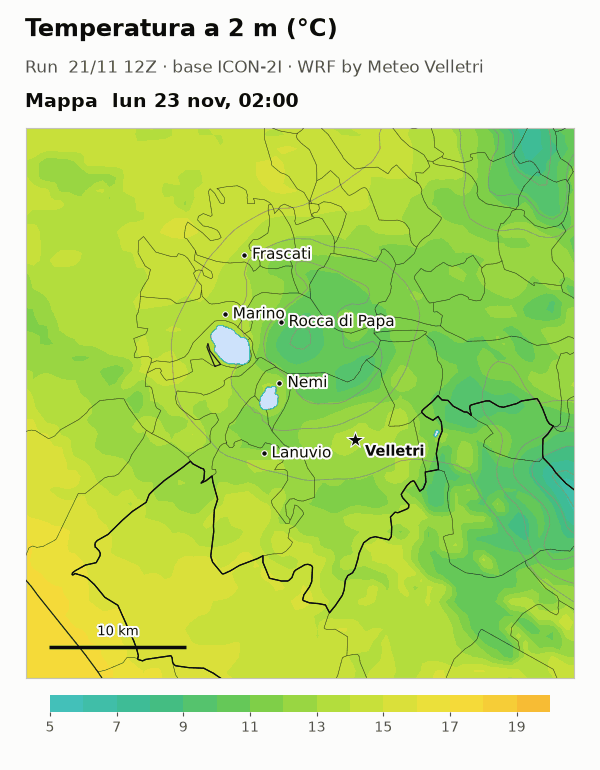 Temperatura a 2 m (°C)
Run  21/11 12Z · base ICON-2I · WRF by Meteo Velletri
Mappa  lun 23 nov, 02:00
Frascati
Marino
Rocca di Papa
Nemi
Velletri
Lanuvio
10 km
5 7 9 11 13 15 17 19